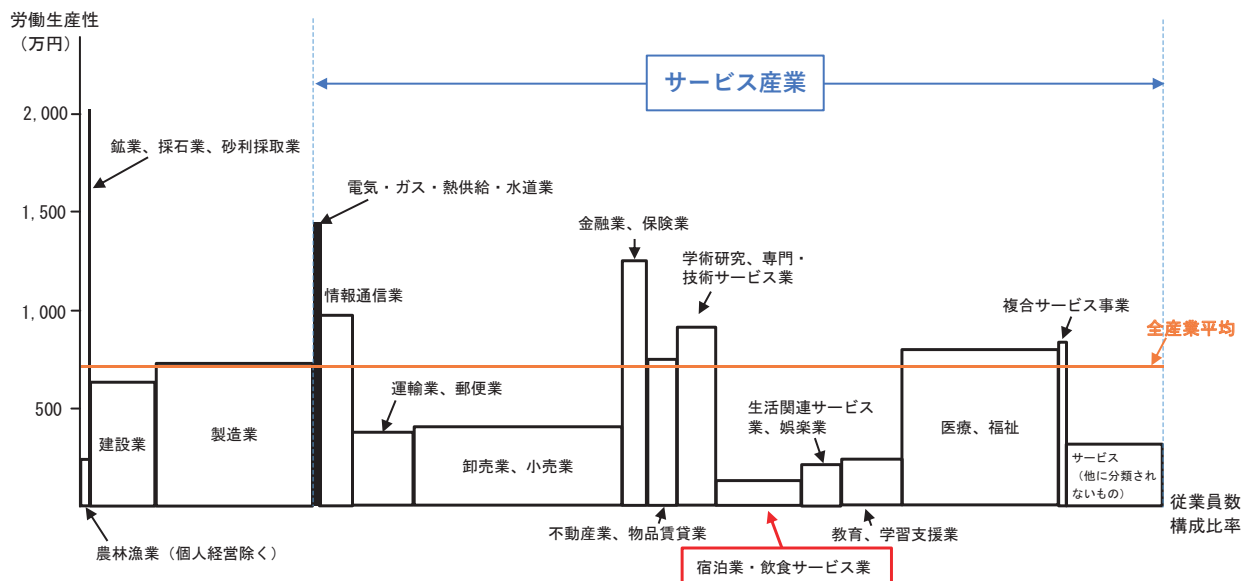 労働生産性
（万円）
サービス産業
2,000
鉱業、採石業、砂利採取業
電気・ガス・熱供給・水道業
1,500
金融業、保険業
学術研究、専門・
技術サービス業
情報通信業
1,000
複合サービス事業
全産業平均
運輸業、郵便業
500
生活関連サービス
業、娯楽業
建設業
製造業
卸売業、小売業
医療、福祉
サービス
（他に分類され
ないもの）
従業員数
構成比率
不動産業、物品賃貸業
教育、学習支援業
農林漁業（個人経営除く）
宿泊業・飲食サービス業